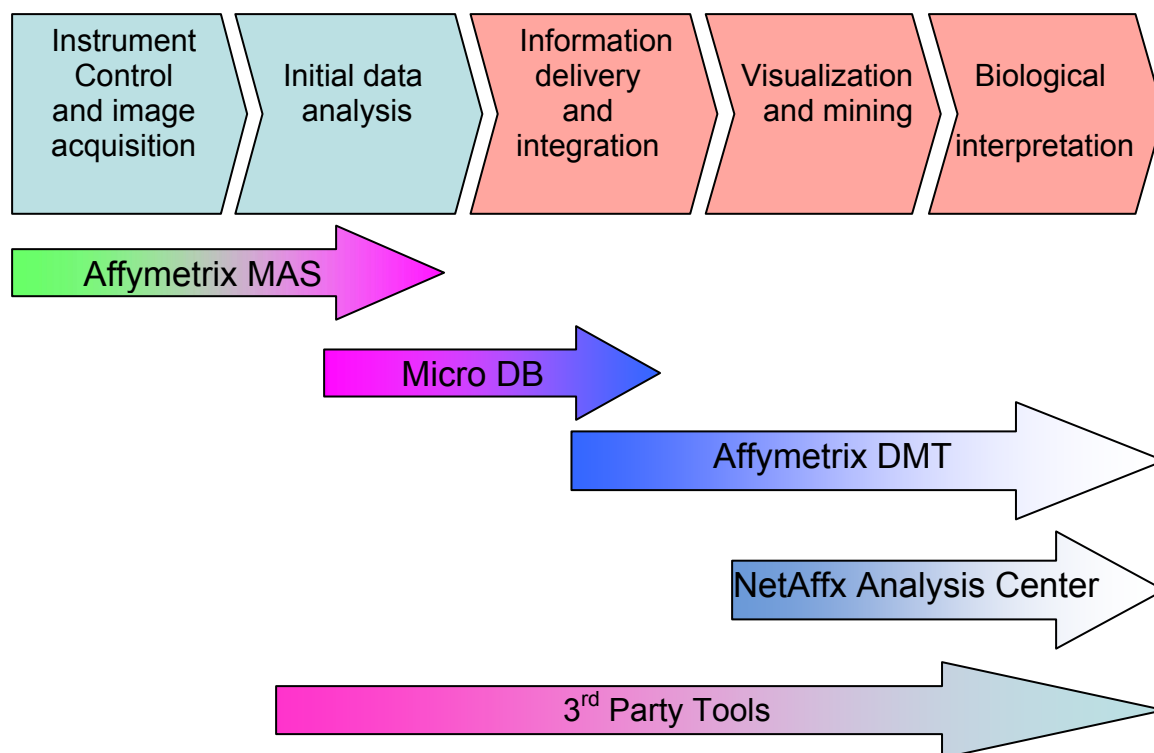 Instrument
Control
and image
acquisition
Initial data
analysis
Information
delivery
and
integration
Visualization
and mining
Biological
interpretation
Affymetrix MAS
Micro DB
Affymetrix DMT
NetAffx Analysis Center
3rd Party Tools